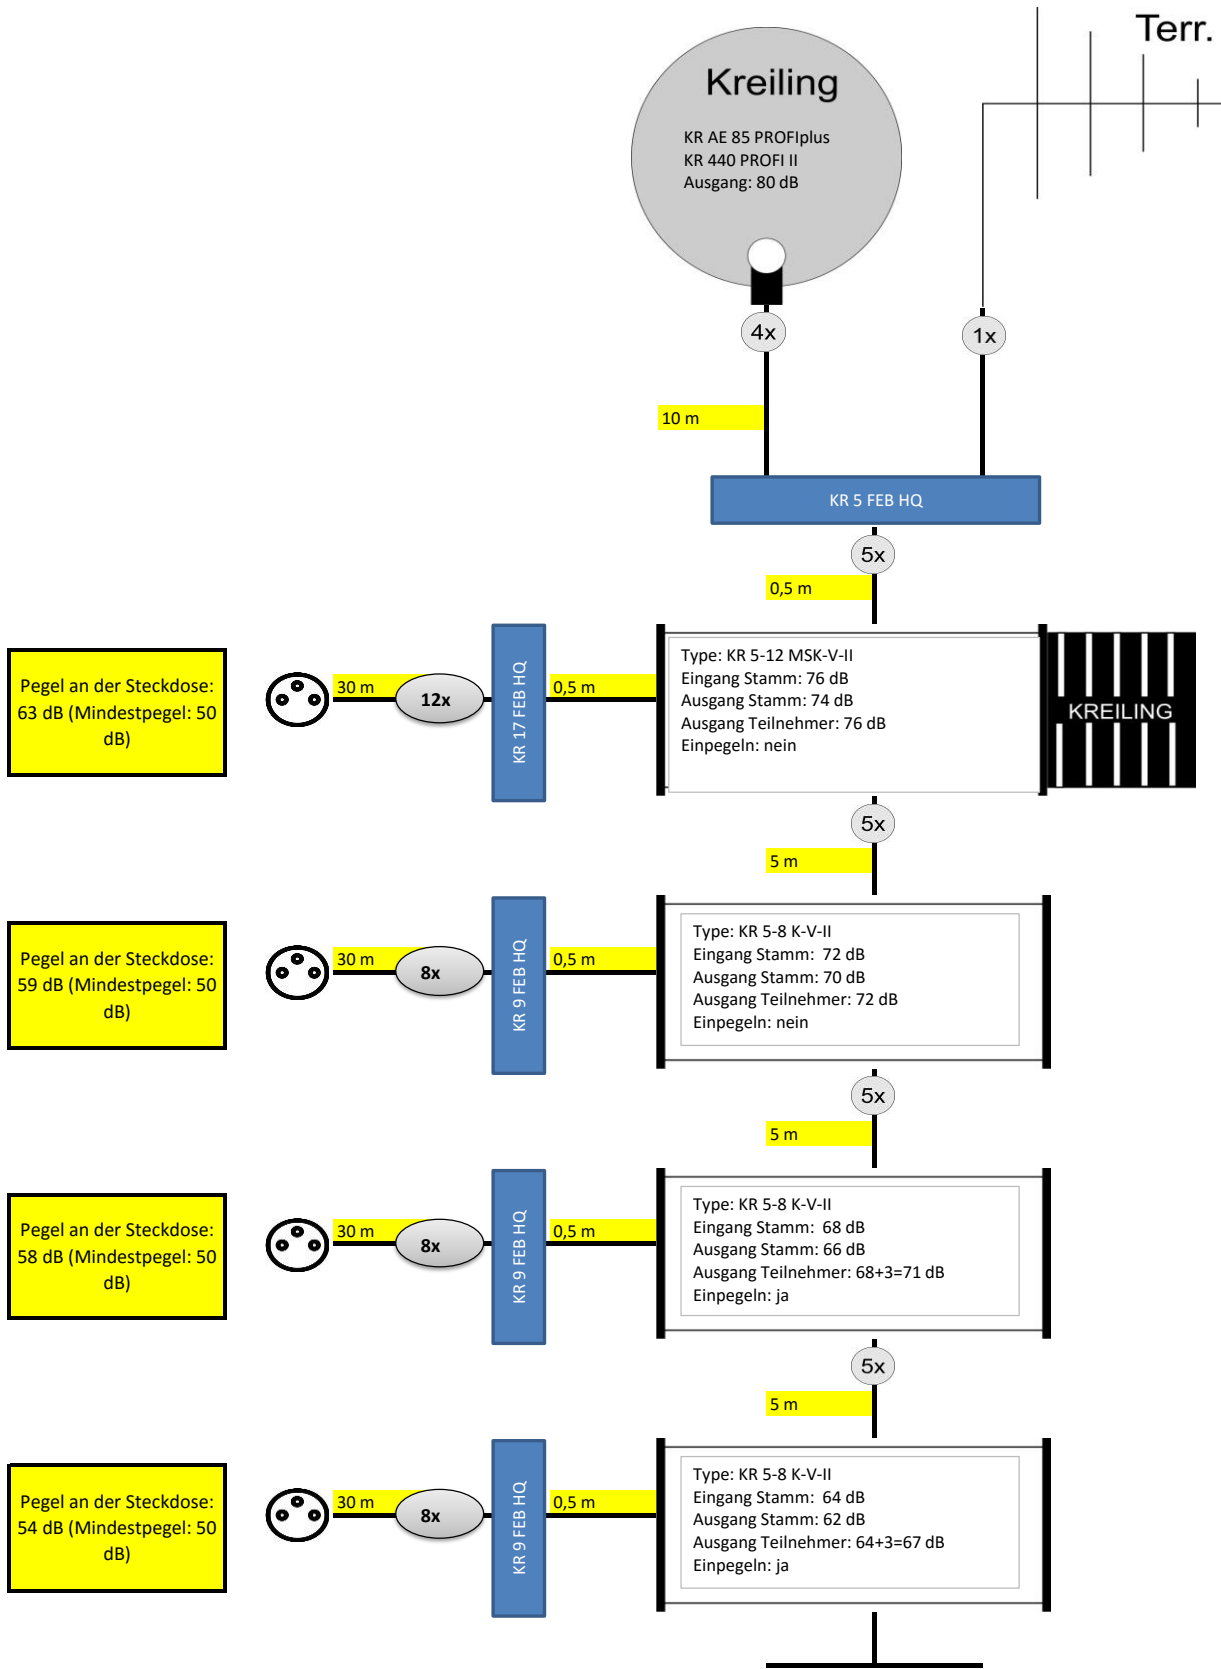 Terr.
Kreiling
KR AE 85 PROFIplus
KR 440 PROFI II
Ausgang: 80 dB
4x
1x
10 m
KR 5 FEB HQ
5x
0,5 m
Pegel an der Steckdose:
63 dB (Mindestpegel: 50
dB)
30 m
12x
KR 17 FEB HQ
0,5 m
Type: KR 5-12 MSK-V-II
Eingang Stamm: 76 dB
Ausgang Stamm: 74 dB
Ausgang Teilnehmer: 76 dB
Einpegeln: nein
KREILING
5x
5 m
Pegel an der Steckdose:
59 dB (Mindestpegel: 50
dB)
30 m
8x
KR 9 FEB HQ
0,5 m
Type: KR 5-8 K-V-II
Eingang Stamm:  72 dB
Ausgang Stamm: 70 dB
Ausgang Teilnehmer: 72 dB
Einpegeln: nein
5x
5 m
Pegel an der Steckdose:
58 dB (Mindestpegel: 50
dB)
30 m
8x
KR 9 FEB HQ
0,5 m
Type: KR 5-8 K-V-II
Eingang Stamm:  68 dB
Ausgang Stamm: 66 dB
Ausgang Teilnehmer: 68+3=71 dB
Einpegeln: ja
5x
5 m
Pegel an der Steckdose:
54 dB (Mindestpegel: 50
dB)
30 m
8x
KR 9 FEB HQ
0,5 m
Type: KR 5-8 K-V-II
Eingang Stamm:  64 dB
Ausgang Stamm: 62 dB
Ausgang Teilnehmer: 64+3=67 dB
Einpegeln: ja